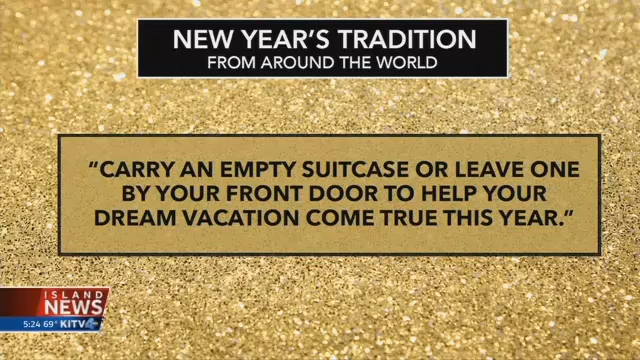 NEW YEAR'S TRADITION
FROM AROUND THE WORLD
“CARRY AN EMPTY SUITCASE OR LEAVE ONE
BY YOUR FRONT DOOR TO HELP YOUR
DREAM VACATION COME TRUE THIS YEAR.”
ISLAND
NEWS
5:24 69° KITV4